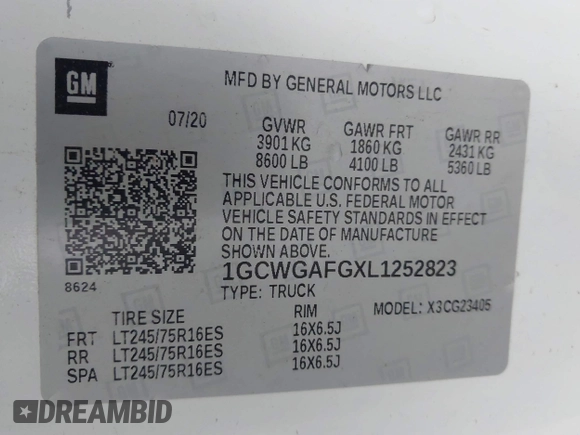 GM
MFD BY GENERAL MOTORS LLC
07/20
GVWR GAWR FRT GAWR RR
3901 KG 1860 KG 2431 KG
8600 LB 4100 LB 5360 LB
THIS VEHICLE CONFORMS TO ALL
APPLICABLE U.S. FEDERAL MOTOR
VEHICLE SAFETY STANDARDS IN EFFECT
ON THE DATE OF MANUFACTURE
SHOWN ABOVE.
1GCWGAFGXL1252823
8624
TYPE: TRUCK MODEL: X3CG23405
TIRE SIZE RIM
FRT LT245/75R16ES 16X6.5J
RR LT245/75R16ES 16X6.5J
SPA LT245/75R16ES 16X6.5J
DREAMBID